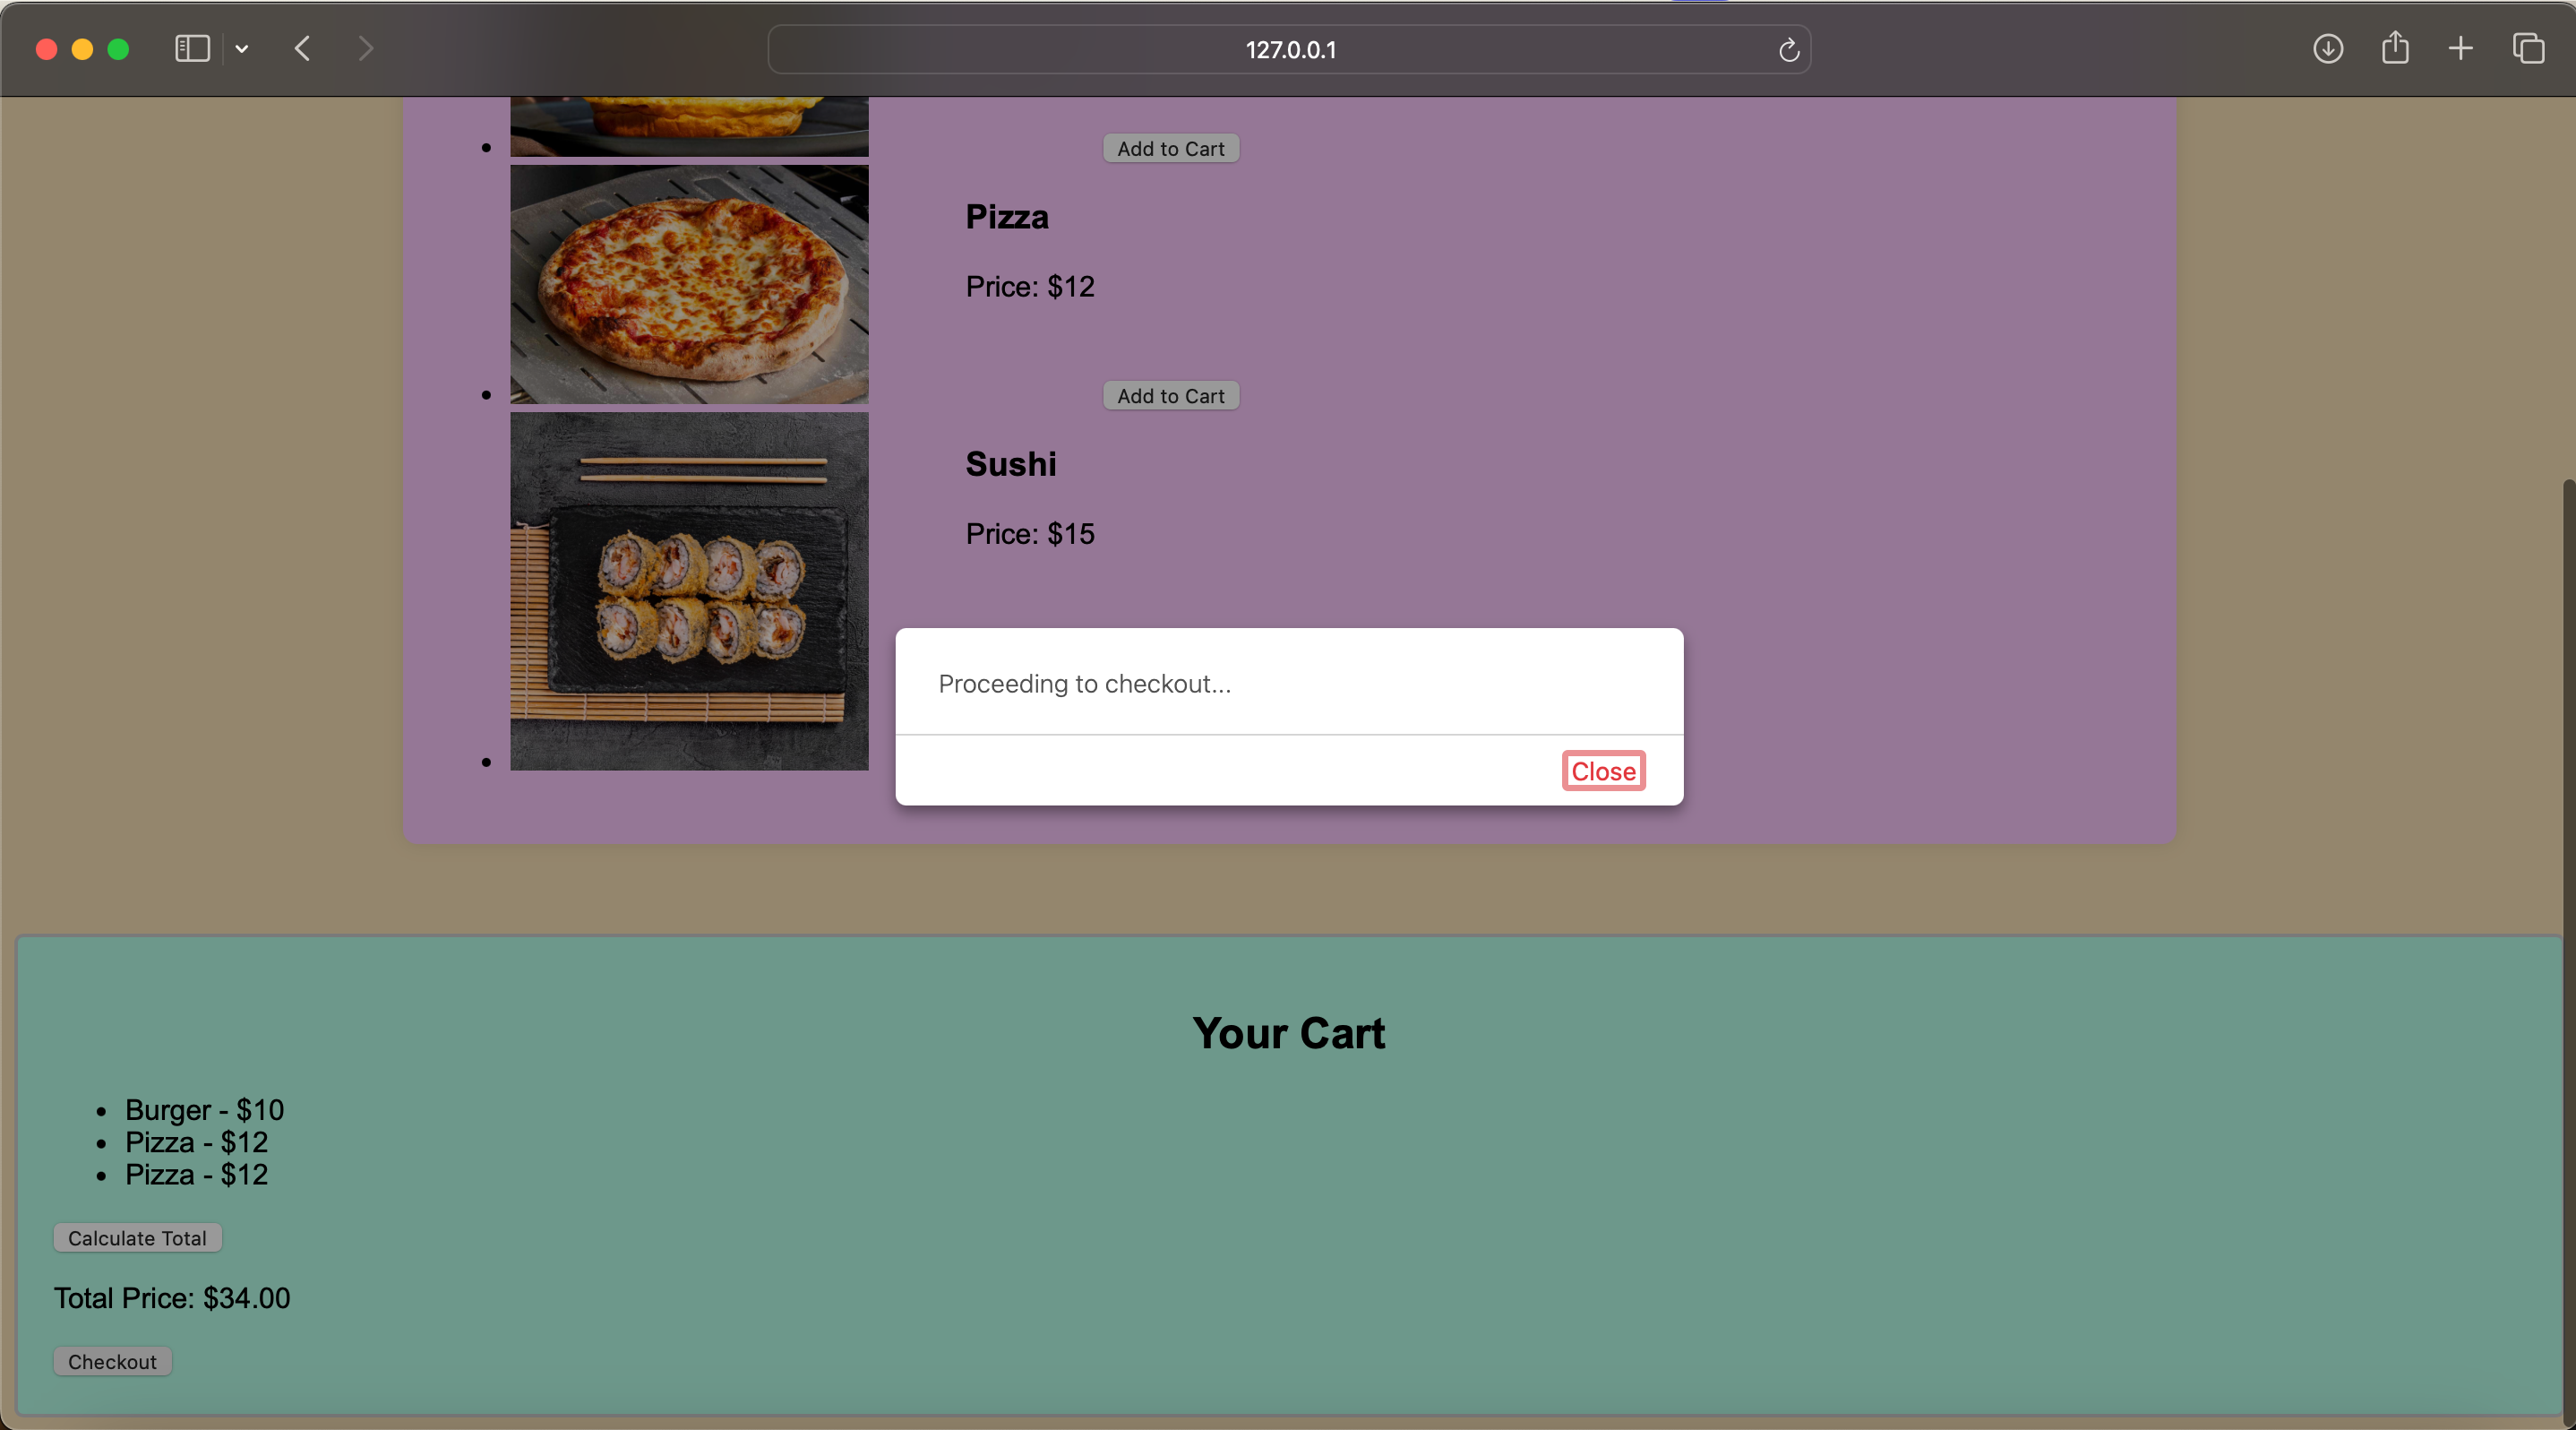 127.0.0.1
Add to Cart
Pizza
Price: $12
Add to Cart
Sushi
Price: $15
Proceeding to checkout...
Close
Your Cart
Burger - $10
Pizza - $12
Pizza - $12
Calculate Total
Total Price: $34.00
Checkout